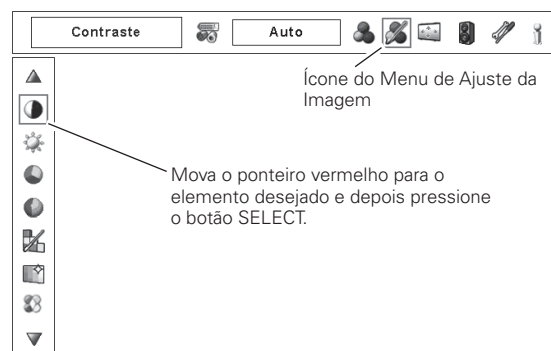 Contraste
Auto
Ícone do Menu de Ajuste da
Imagem
Mova o ponteiro vermelho para o
elemento desejado e depois pressione
o botão SELECT.